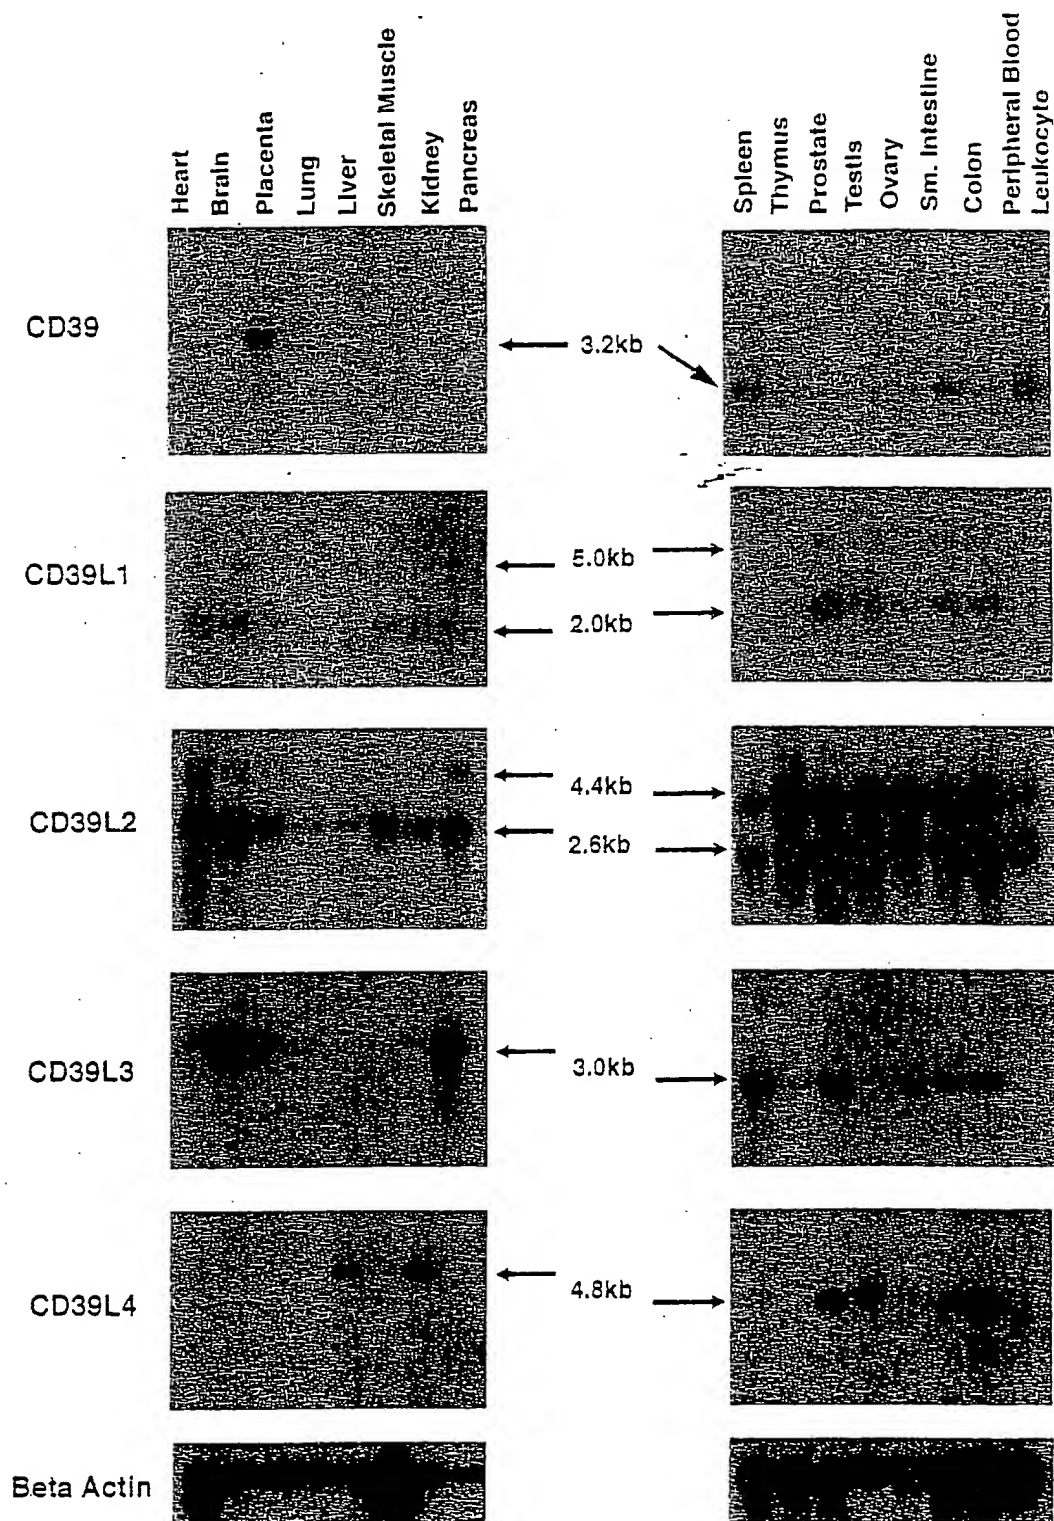 Heart
Brain
Placenta
Lung
Liver
Skeletal Muscle
Kidney
Pancreas
Spleen
Thymus
Prostate
Testis
Ovary
Sm. Intestine
Colon
Peripheral Blood
Leukocyte
CD39
3.2kb
CD39L1
5.0kb
2.0kb
CD39L2
4.4kb
2.6kb
CD39L3
3.0kb
CD39L4
4.8kb
Beta Actin